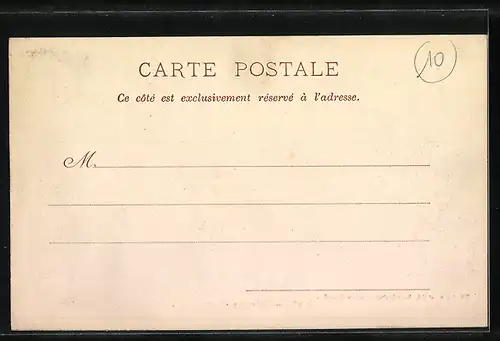 CARTE POSTALE
10
Ce côté est exclusivement réservé à l'adresse.
M.